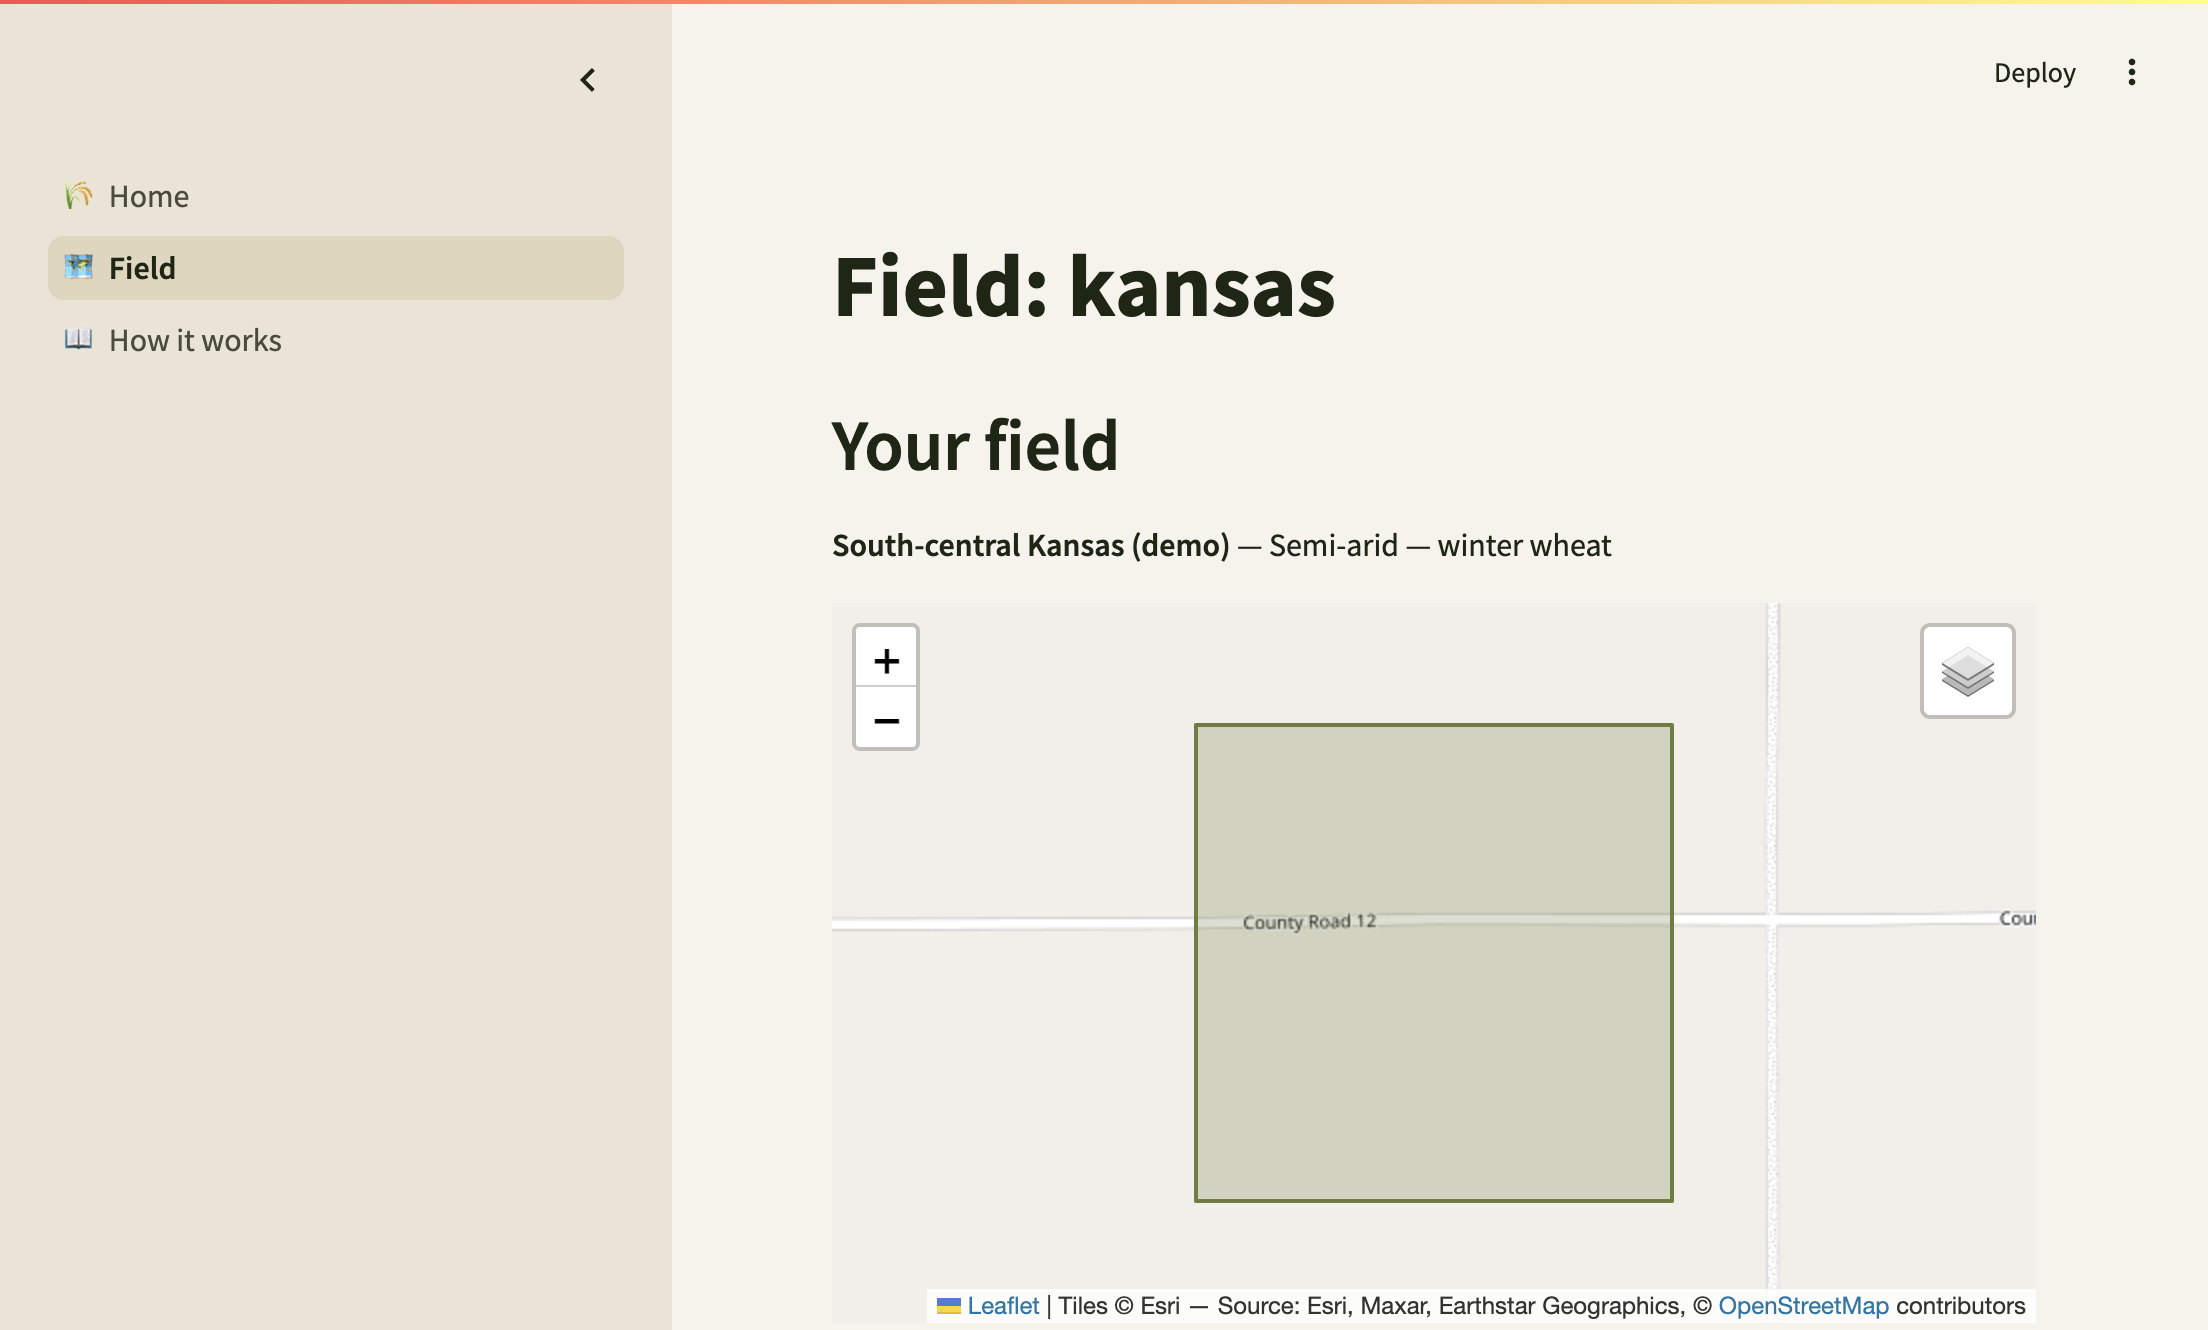 Deploy
Home
Field
How it works
Field: kansas
Your field
South-central Kansas (demo) — Semi-arid — winter wheat
+
−
County Road 12
Coun
Leaflet | Tiles © Esri — Source: Esri, Maxar, Earthstar Geographics, © OpenStreetMap contributors